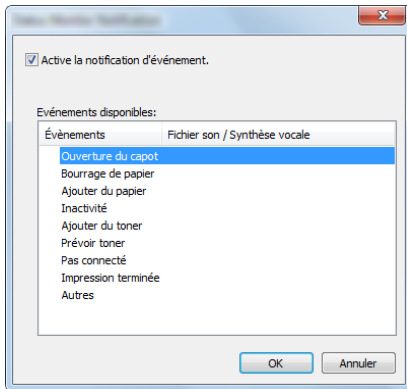 Active la notification d'événement.
Evénements disponibles:
Évènements Fichier son / Synthèse vocale
Ouverture du capot
Bourrage de papier
Ajouter du papier
Inactivité
Ajouter du toner
Prévoir toner
Pas connecté
Impression terminée
Autres
OK Annuler